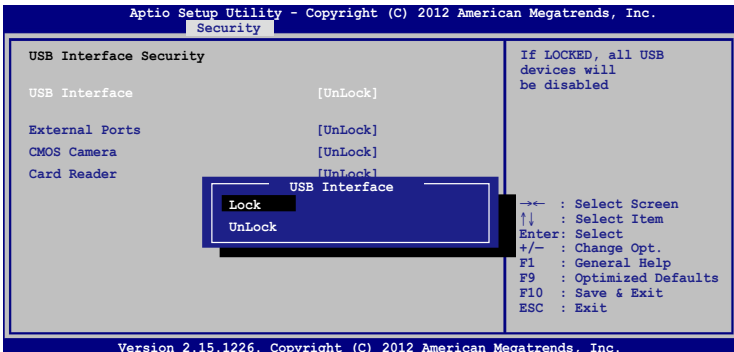 Aptio Setup Utility - Copyright (C) 2012 American Megatrends, Inc.
Security
USB Interface Security
USB Interface [UnLock]
External Ports [UnLock]
CMOS Camera [UnLock]
Card Reader [UnLock]
USB Interface
Lock
UnLock
If LOCKED, all USB
devices will
be disabled
→← : Select Screen
↑↓ : Select Item
Enter: Select
+/— : Change Opt.
F1 : General Help
F9 : Optimized Defaults
F10 : Save & Exit
ESC : Exit
Version 2.15.1226. Copyright (C) 2012 American Megatrends, Inc.